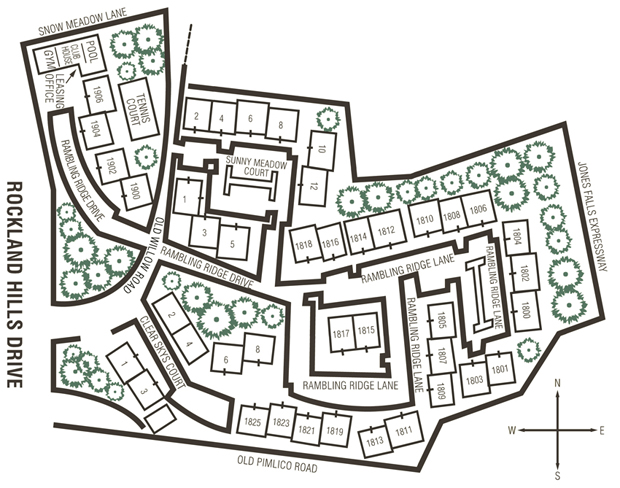 SNOW MEADOW LANE
POOL
CLUB
HOUSE
GYM
LEASING
OFFICE
1906
TENNIS
COURT
1904
1902
1900
RAMBLING RIDGE DRIVE
2
4
6
8
10
12
SUNNY MEADOW
COURT
1
3
5
OLD WILLOW ROAD
RAMBLING RIDGE DRIVE
ROCKLAND HILLS DRIVE
JONES FALLS EXPRESSWAY
1818
1816
1814
1812
1810
1808
1806
1804
1802
1800
RAMBLING RIDGE LANE
RAMBLING RIDGE LANE
RAMBLING RIDGE LANE
1817
1815
1805
1807
1809
1803
1801
RAMBLING RIDGE LANE
2
4
6
8
CLEAR SKYS COURT
1
3
1825
1823
1821
1819
1813
1811
OLD PIMLICO ROAD
N
W
E
S